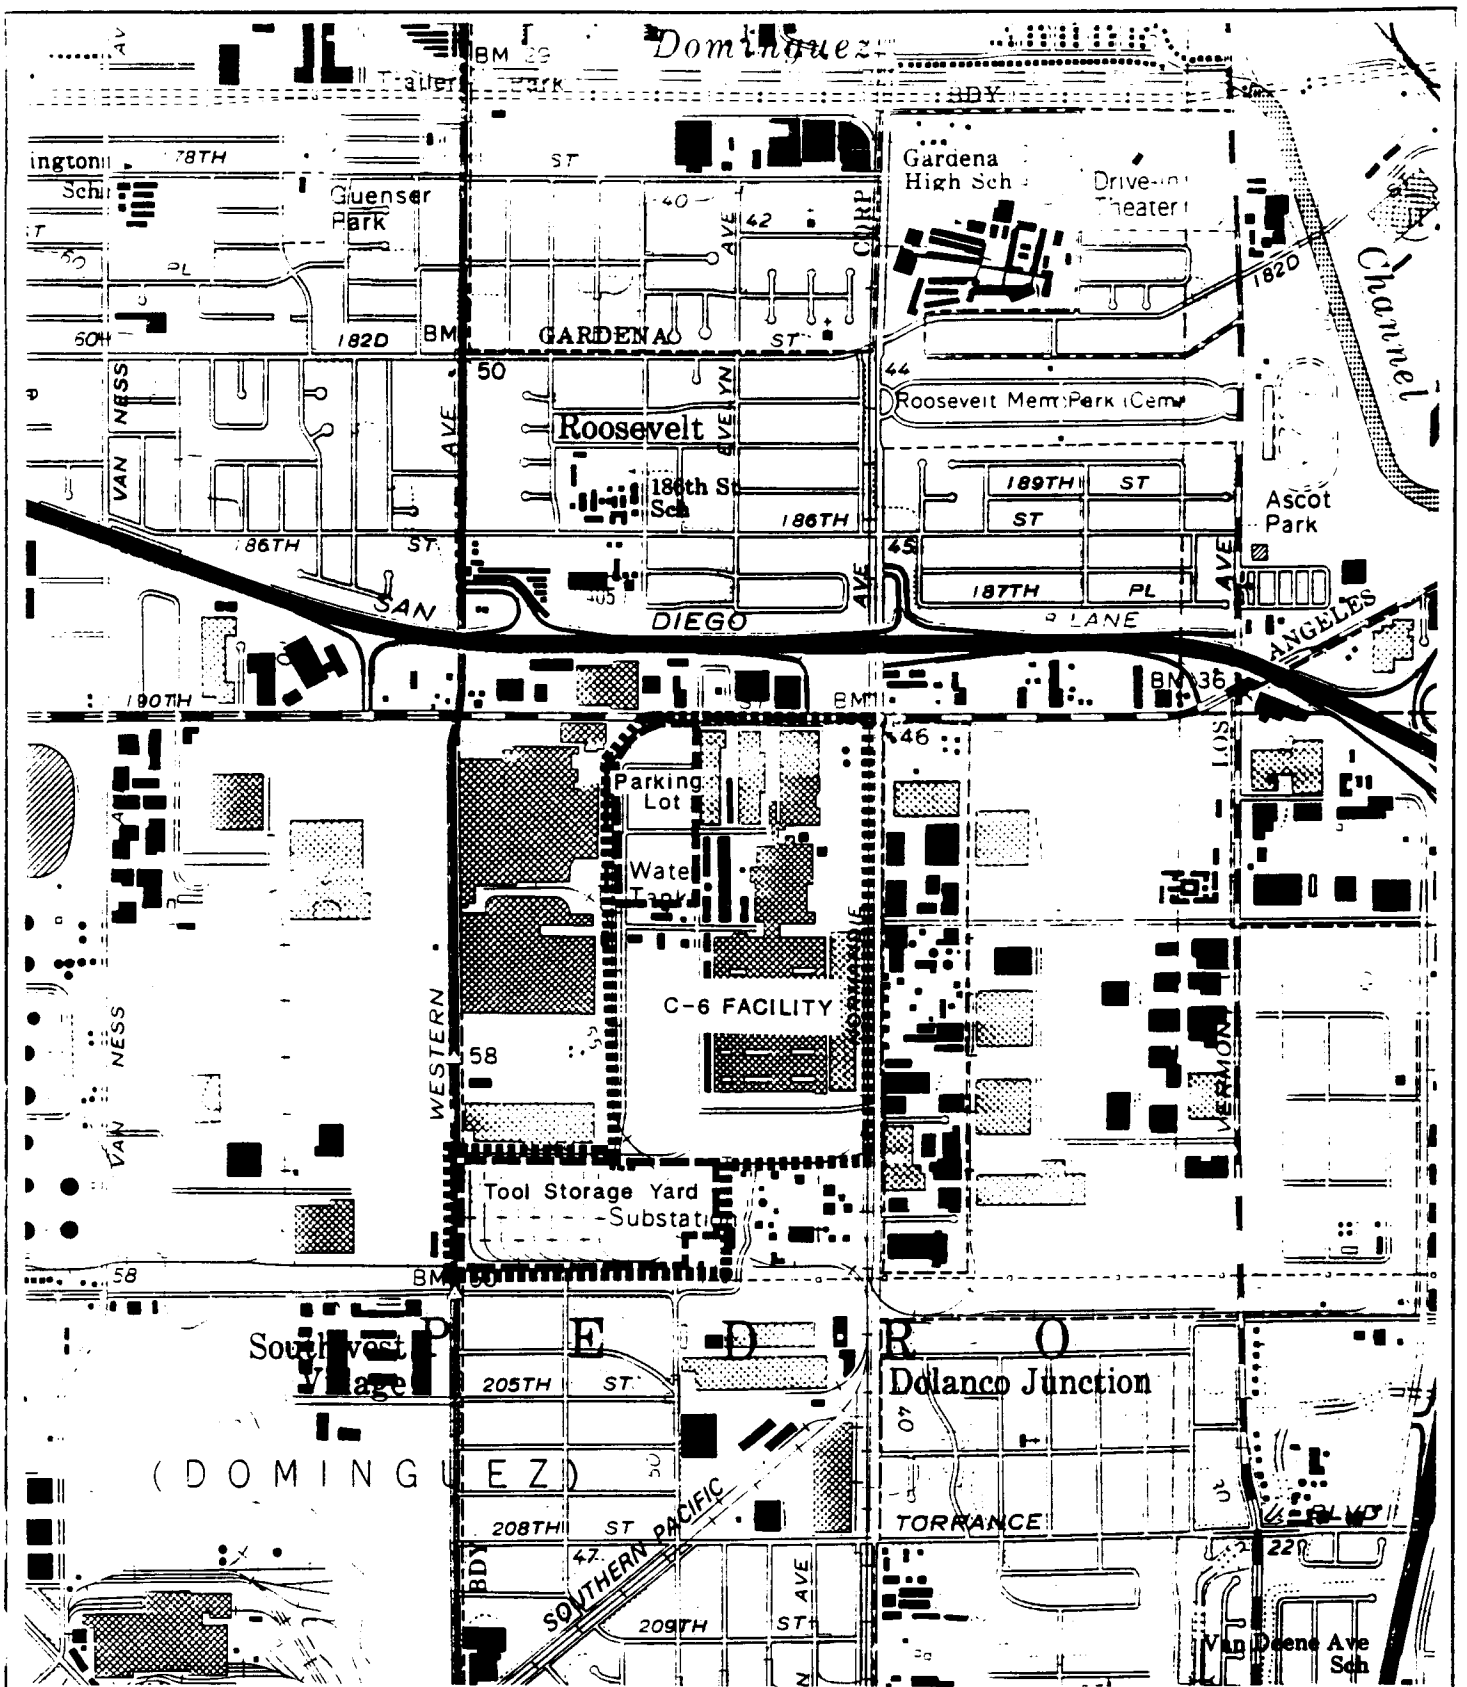 AV
BM 29
Dominguez
Trailer Park
BDY
ington
Sch
78TH
ST
Gardena
High Sch
Drive-in
Theater
Guenser
Park
40
AVE
42
CORP
Channel
PL
182D
60
182D
BM
GARDENA
ST
50
44
VAN NESS
AVE
EVELYN
Roosevelt Mem Park (Cem)
Roosevelt
186th St
Sch
189TH ST
ST
186TH
Ascot
Park
186TH
ST
45
AVE
AVE
187TH PL
405
SAN
DIEGO
LANE
ANGELES
190TH
ST
BM
BM 36
LOS
46
Parking
Lot
Water
Tank
NORMANDIE
C-6 FACILITY
WESTERN
VAN NESS
58
VERMONT
Tool Storage Yard
Substation
58
BM
P E D R O
Southwest
Village
205TH ST
Dolanco Junction
40
(DOMINGUEZ)
50
208TH ST
SOUTHERN PACIFIC
TORRANCE
BLVD
47
BDY
AVE
22
209TH
ST
Van Deene Ave
Sch